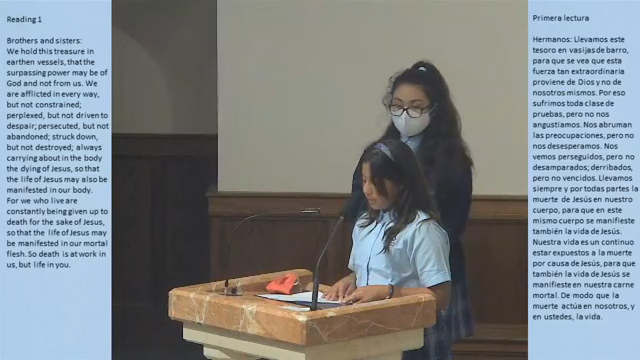 Reading 1
Brothers and sisters:
We hold this treasure in
earthen vessels, that the
surpassing power may be of
God and not from us. We
are afflicted in every way,
but not constrained;
perplexed, but not driven to
despair; persecuted, but not
abandoned; struck down,
but not destroyed; always
carrying about in the body
the dying of Jesus, so that
the life of Jesus may also be
manifested in our body.
For we who live are
constantly being given up to
death for the sake of Jesus,
so that the life of Jesus may
be manifested in our mortal
flesh. So death is at work in
us, but life in you.
Primera lectura
Hermanos: Llevamos este
tesoro en vasijas de barro,
para que se vea que esta
fuerza tan extraordinaria
proviene de Dios y no de
nosotros mismos. Por eso
sufrimos toda clase de
pruebas, pero no nos
angustiamos. Nos abruman
las preocupaciones, pero no
nos desesperamos. Nos
vemos perseguidos, pero no
desamparados; derribados,
pero no vencidos. Llevamos
siempre y por todas partes la
muerte de Jesús en nuestro
cuerpo, para que en este
mismo cuerpo se manifieste
también la vida de Jesús.
Nuestra vida es un continuo
estar expuestos a la muerte
por causa de Jesús, para que
también la vida de Jesús se
manifieste en nuestra carne
mortal. De modo que la
muerte actúa en nosotros, y
en ustedes, la vida.